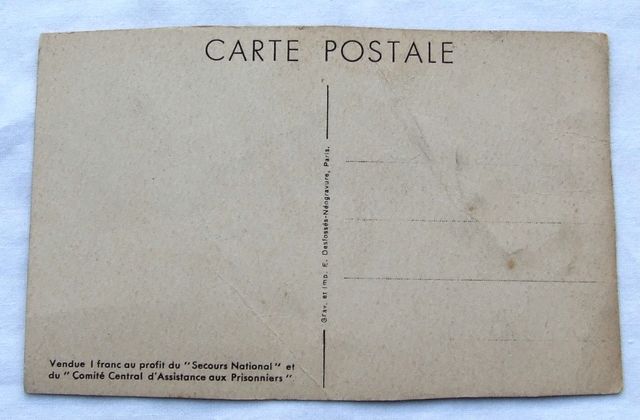 CARTE POSTALE
Grav. et Imp. E. Desfossés-Néogravure, Paris.
Vendue 1 franc au profit du "Secours National" et
du "Comité Central d'Assistance aux Prisonniers"